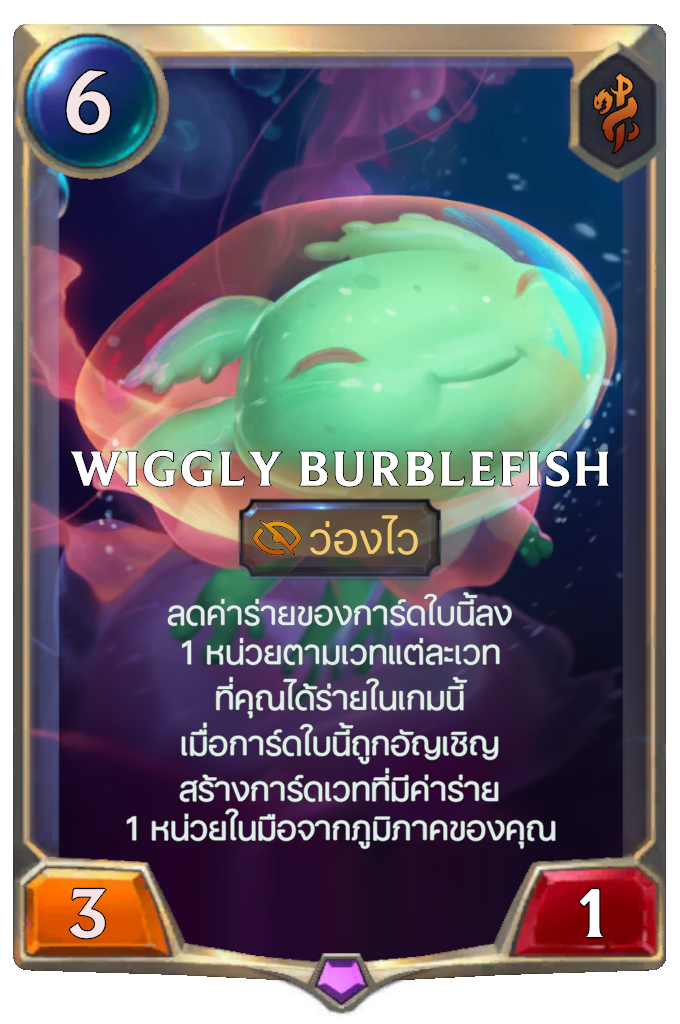 6
WIGGLY BURBLEFISH
ว่องไว
ลดค่าร่ายของการ์ดใบนี้ลง
1 หน่วยตามเวทแต่ละเวท
ที่คุณได้ร่ายในเกมนี้
เมื่อการ์ดใบนี้ถูกอัญเชิญ
สร้างการ์ดเวทที่มีค่าร่าย
1 หน่วยในมือจากภูมิภาคของคุณ
3
1